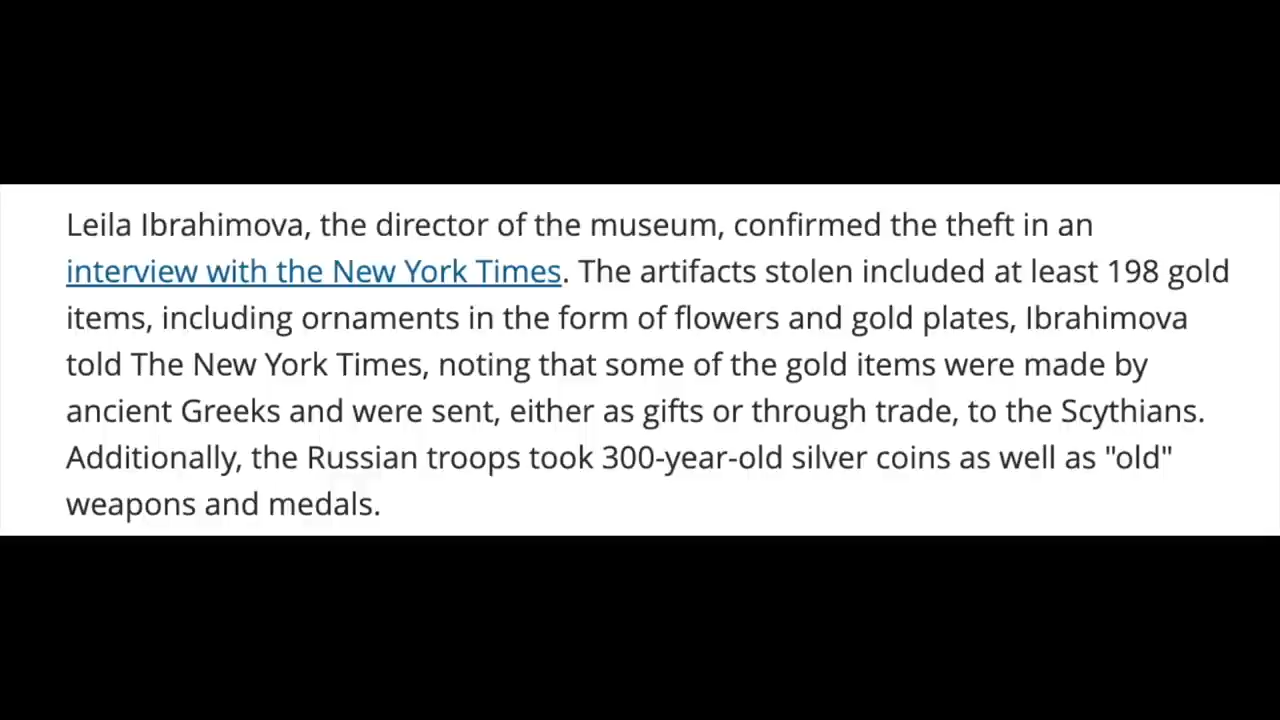 Leila Ibrahimova, the director of the museum, confirmed the theft in an
interview with the New York Times. The artifacts stolen included at least 198 gold
items, including ornaments in the form of flowers and gold plates, Ibrahimova
told The New York Times, noting that some of the gold items were made by
ancient Greeks and were sent, either as gifts or through trade, to the Scythians.
Additionally, the Russian troops took 300-year-old silver coins as well as "old"
weapons and medals.